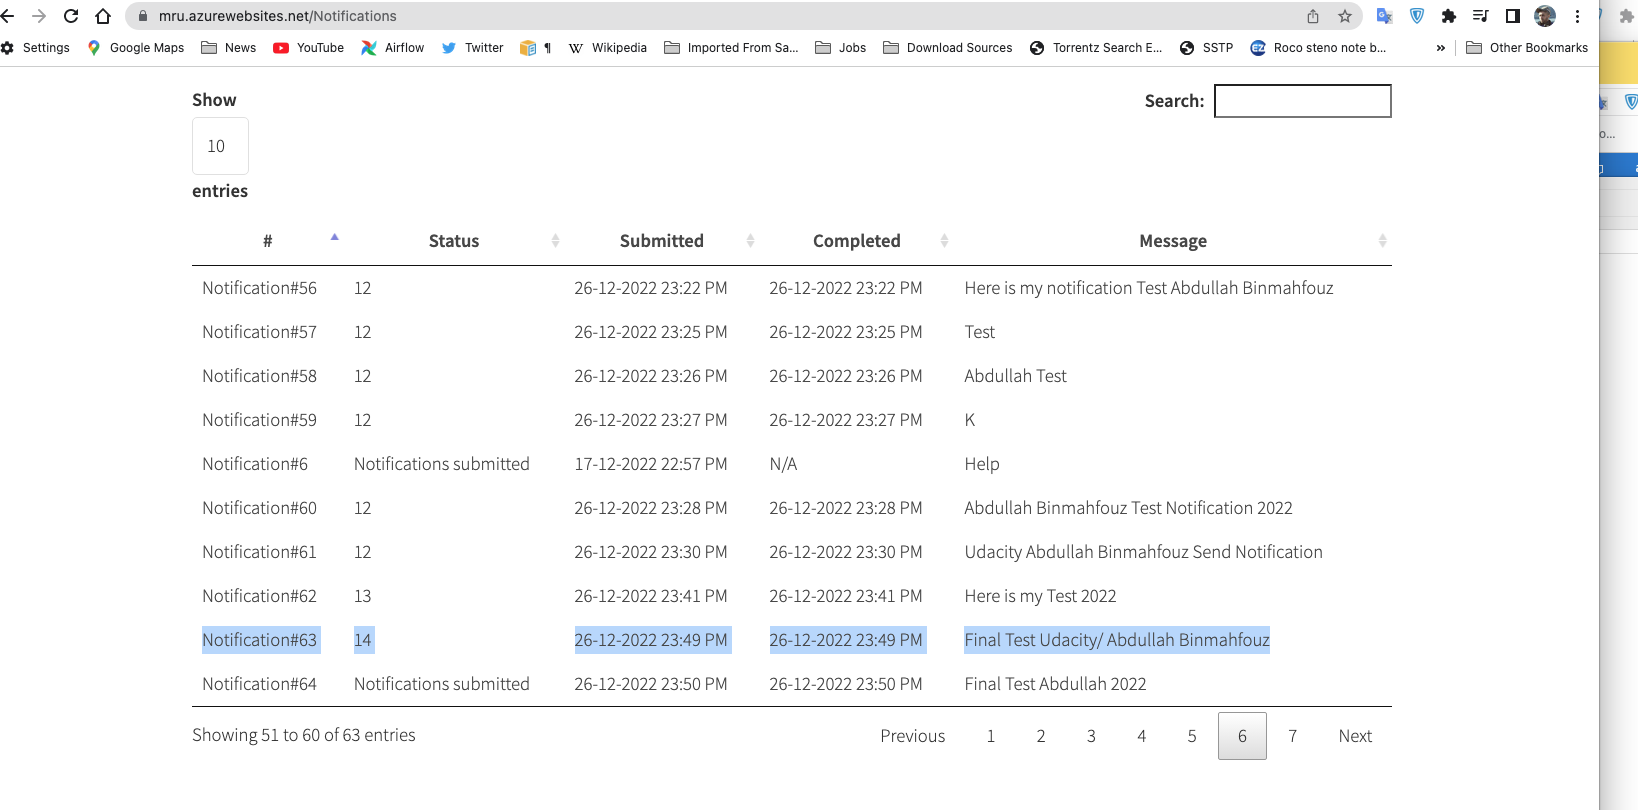 mru.azurewebsites.net/Notifications
Settings Google Maps News YouTube Airflow Twitter ¶ Wikipedia Imported From Sa... Jobs Download Sources Torrentz Search E... SSTP Roco steno note b... » Other Bookmarks
Show
10
entries
Search:
# Status Submitted Completed Message
Notification#56 12 26-12-2022 23:22 PM 26-12-2022 23:22 PM Here is my notification Test Abdullah Binmahfouz
Notification#57 12 26-12-2022 23:25 PM 26-12-2022 23:25 PM Test
Notification#58 12 26-12-2022 23:26 PM 26-12-2022 23:26 PM Abdullah Test
Notification#59 12 26-12-2022 23:27 PM 26-12-2022 23:27 PM K
Notification#6 Notifications submitted 17-12-2022 22:57 PM N/A Help
Notification#60 12 26-12-2022 23:28 PM 26-12-2022 23:28 PM Abdullah Binmahfouz Test Notification 2022
Notification#61 12 26-12-2022 23:30 PM 26-12-2022 23:30 PM Udacity Abdullah Binmahfouz Send Notification
Notification#62 13 26-12-2022 23:41 PM 26-12-2022 23:41 PM Here is my Test 2022
Notification#63 14 26-12-2022 23:49 PM 26-12-2022 23:49 PM Final Test Udacity/ Abdullah Binmahfouz
Notification#64 Notifications submitted 26-12-2022 23:50 PM 26-12-2022 23:50 PM Final Test Abdullah 2022
Showing 51 to 60 of 63 entries
Previous 1 2 3 4 5 6 7 Next